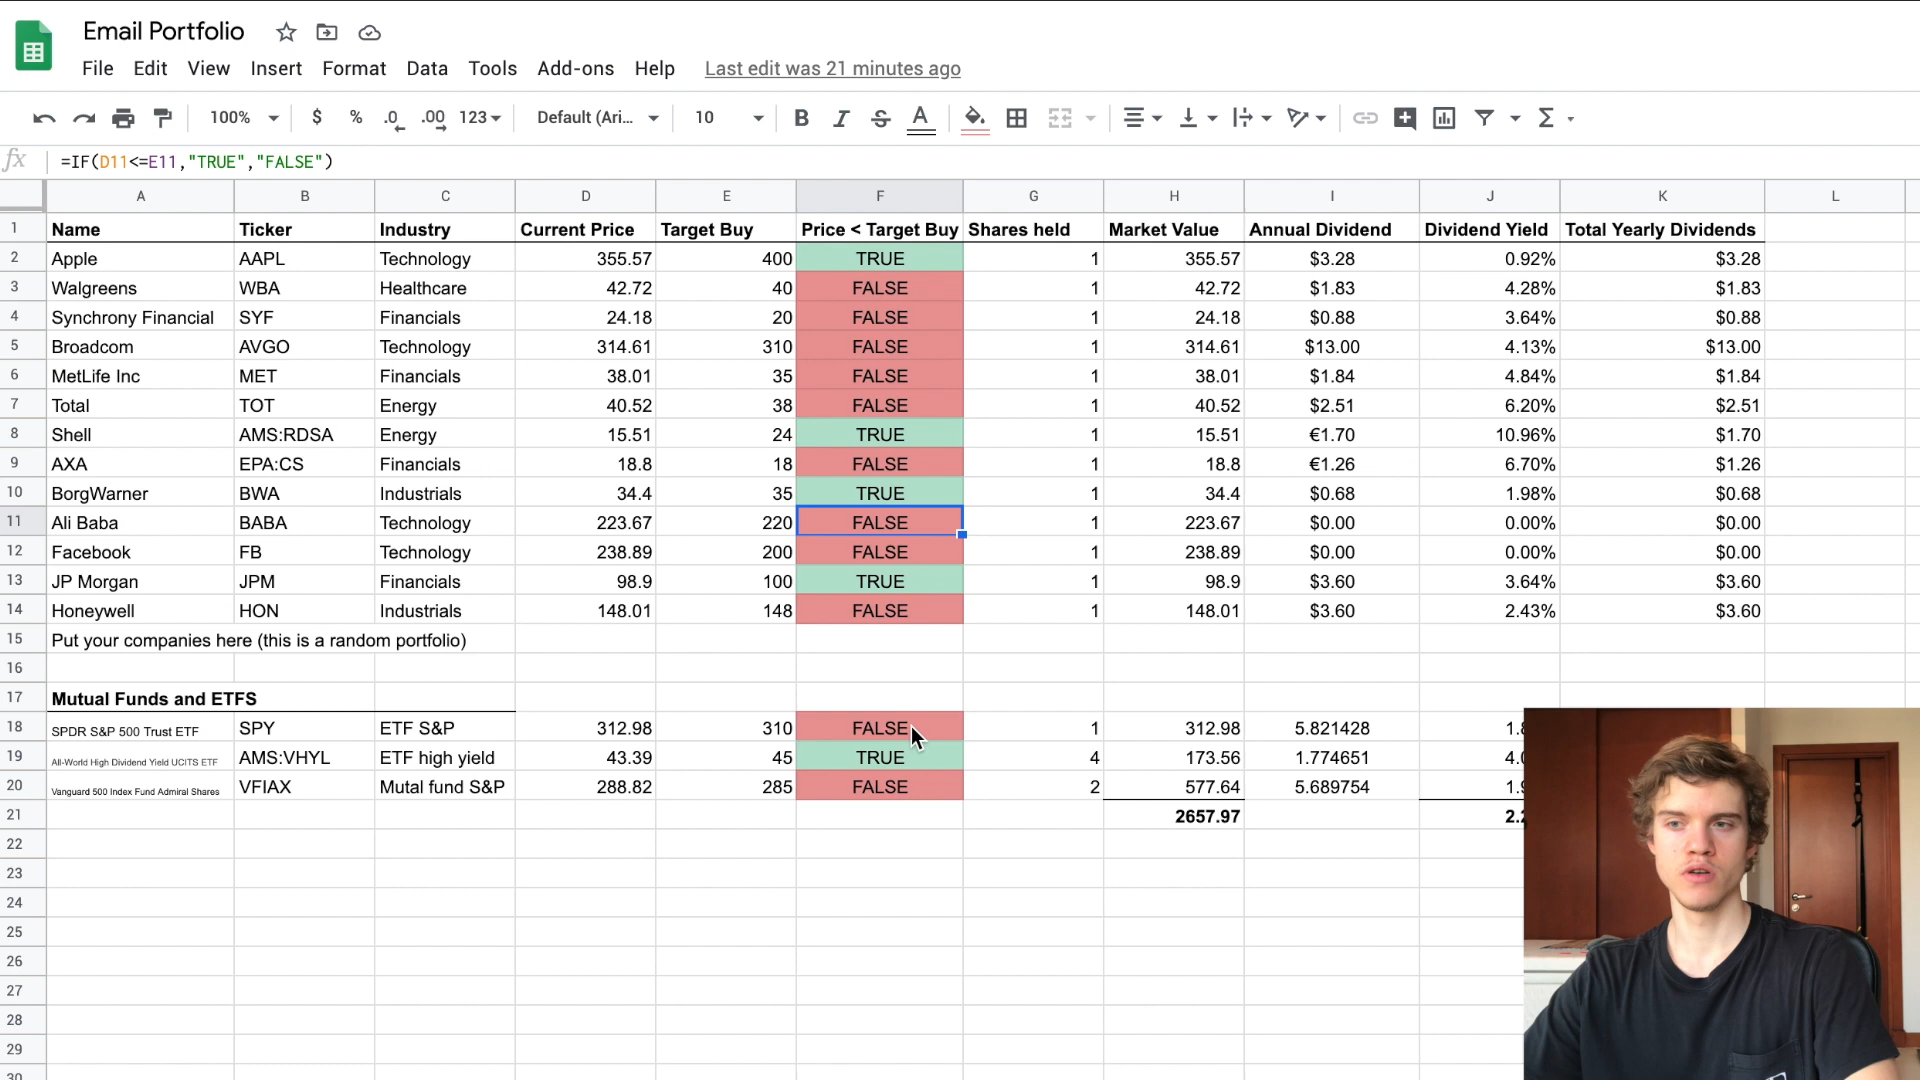 Email Portfolio
File Edit View Insert Format Data Tools Add-ons Help Last edit was 21 minutes ago
100% $ % .0 .00 123 Default (Ari... 10 B I S A
fx =IF(D11<=E11,"TRUE","FALSE")
A B C D E F G H I J K L
1 Name Ticker Industry Current Price Target Buy Price < Target Buy Shares held Market Value Annual Dividend Dividend Yield Total Yearly Dividends
2 Apple AAPL Technology 355.57 400 TRUE 1 355.57 $3.28 0.92% $3.28
3 Walgreens WBA Healthcare 42.72 40 FALSE 1 42.72 $1.83 4.28% $1.83
4 Synchrony Financial SYF Financials 24.18 20 FALSE 1 24.18 $0.88 3.64% $0.88
5 Broadcom AVGO Technology 314.61 310 FALSE 1 314.61 $13.00 4.13% $13.00
6 MetLife Inc MET Financials 38.01 35 FALSE 1 38.01 $1.84 4.84% $1.84
7 Total TOT Energy 40.52 38 FALSE 1 40.52 $2.51 6.20% $2.51
8 Shell AMS:RDSA Energy 15.51 24 TRUE 1 15.51 €1.70 10.96% $1.70
9 AXA EPA:CS Financials 18.8 18 FALSE 1 18.8 €1.26 6.70% $1.26
10 BorgWarner BWA Industrials 34.4 35 TRUE 1 34.4 $0.68 1.98% $0.68
11 Ali Baba BABA Technology 223.67 220 FALSE 1 223.67 $0.00 0.00% $0.00
12 Facebook FB Technology 238.89 200 FALSE 1 238.89 $0.00 0.00% $0.00
13 JP Morgan JPM Financials 98.9 100 TRUE 1 98.9 $3.60 3.64% $3.60
14 Honeywell HON Industrials 148.01 148 FALSE 1 148.01 $3.60 2.43% $3.60
15 Put your companies here (this is a random portfolio)
16
17 Mutual Funds and ETFS
18 SPDR S&P 500 Trust ETF SPY ETF S&P 312.98 310 FALSE 1 312.98 5.821428
19 All-World High Dividend Yield UCITS ETF AMS:VHYL ETF high yield 43.39 45 TRUE 4 173.56 1.774651
20 Vanguard 500 Index Fund Admiral Shares VFIAX Mutal fund S&P 288.82 285 FALSE 2 577.64 5.689754
21 2657.97
22
23
24
25
26
27
28
29
30